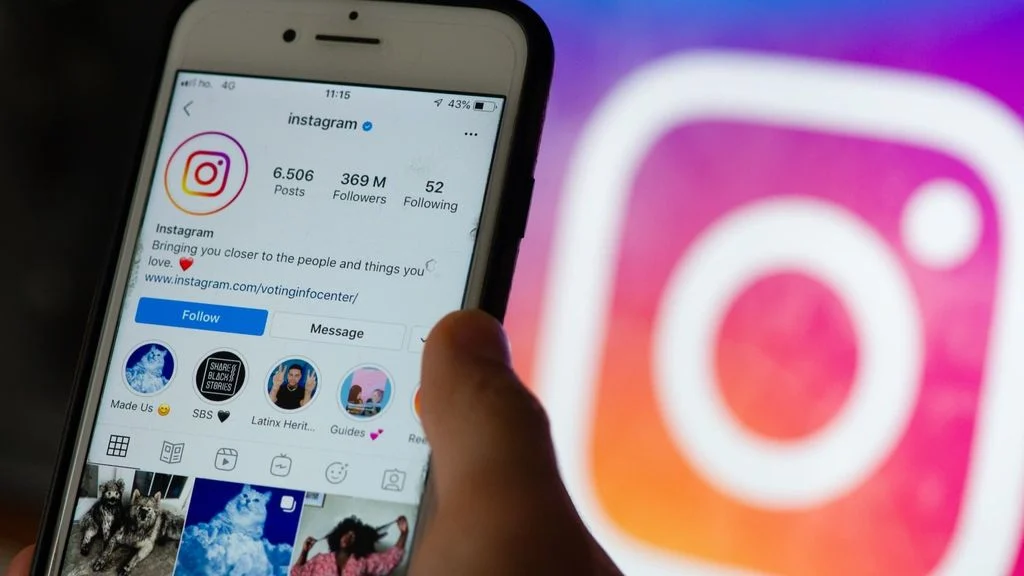 ho. 4G 11:15 43%
instagram
6.506 369 M 52
Posts Followers Following
Instagram
Bringing you closer to the people and things you
love. ❤️
www.instagram.com/votinginfocenter/
Follow Message
SHARE
BLACK
STORIES
Made Us 😊 SBS 🖤 Latinx Herit... Guides 💕 Ree